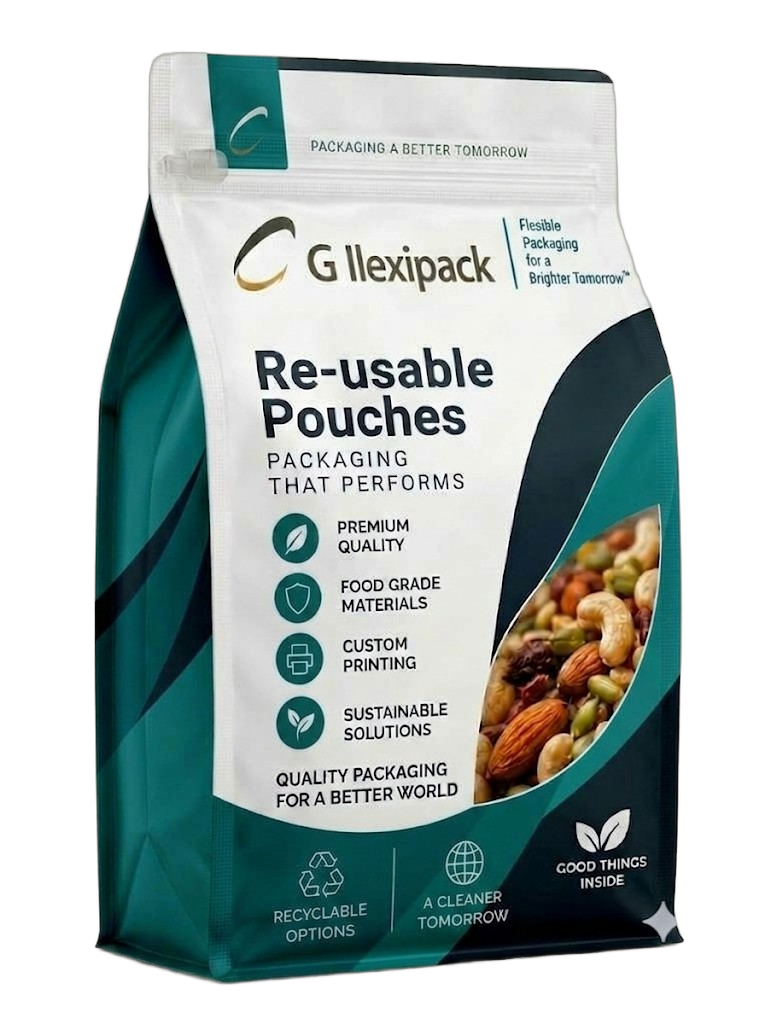 PACKAGING A BETTER TOMORROW
G llexipack
Flesible
Packaging
for a
Brighter Tomorrow™
Re-usable
Pouches
PACKAGING
THAT PERFORMS
PREMIUM
QUALITY
FOOD GRADE
MATERIALS
CUSTOM
PRINTING
SUSTAINABLE
SOLUTIONS
QUALITY PACKAGING
FOR A BETTER WORLD
RECYCLABLE
OPTIONS
A CLEANER
TOMORROW
GOOD THINGS
INSIDE